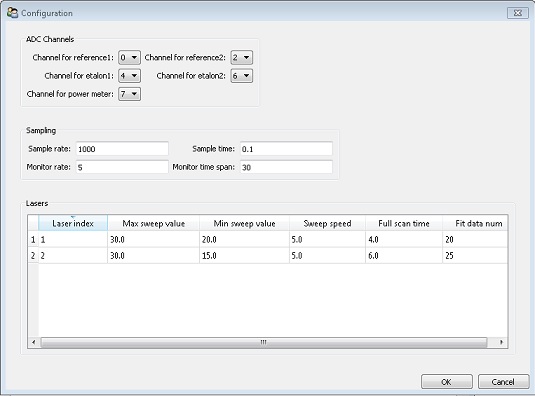 Configuration
ADC Channels
Channel for reference1: 0 Channel for reference2: 2
Channel for etalon1: 4 Channel for etalon2: 6
Channel for power meter: 7
Sampling
Sample rate: 1000 Sample time: 0.1
Monitor rate: 5 Monitor time span: 30
Lasers
Laser index Max sweep value Min sweep value Sweep speed Full scan time Fit data num
1 1 30.0 20.0 5.0 4.0 20
2 2 30.0 15.0 5.0 6.0 25
OK Cancel